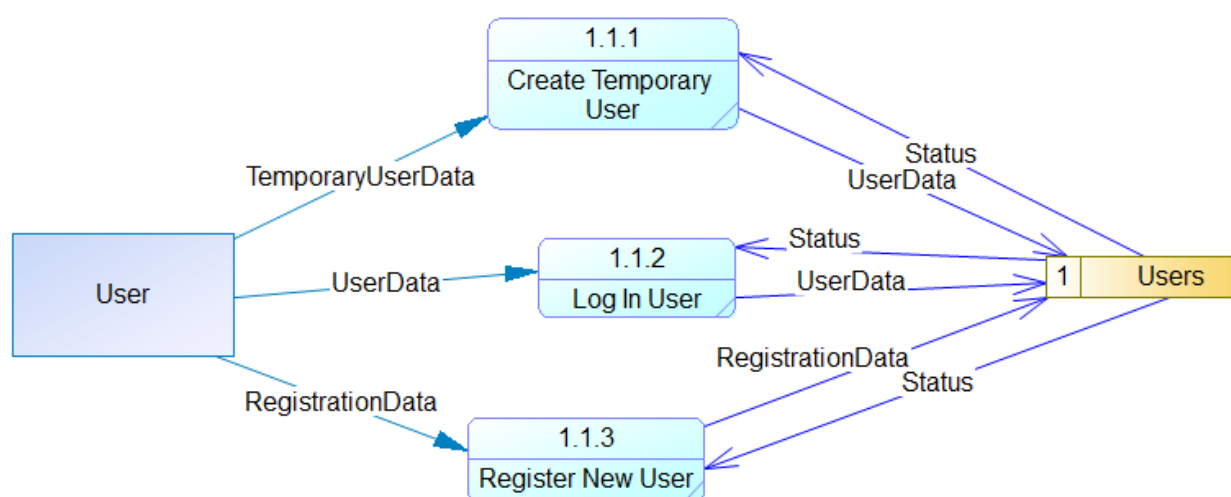 1.1.1
Create Temporary
User
Status
TemporaryUserData
UserData
Status
1.1.2
User
UserData
Log In User
UserData
1
Users
RegistrationData
Status
RegistrationData
1.1.3
Register New User